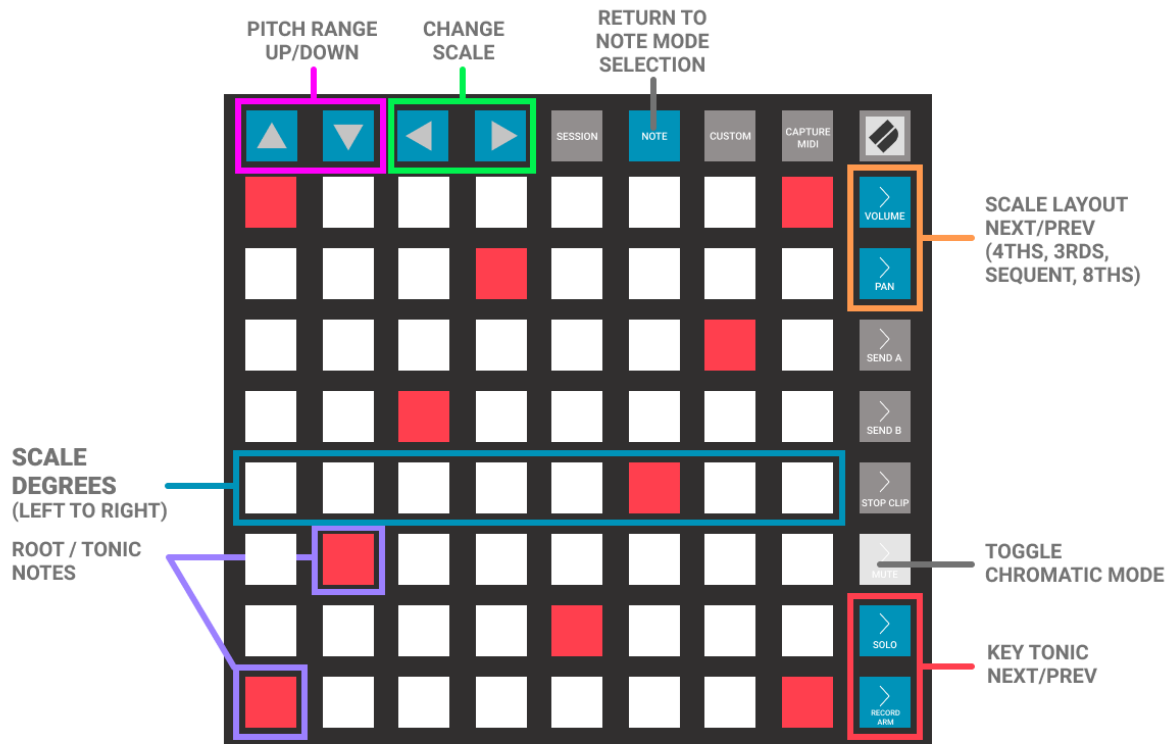 PITCH RANGE
UP/DOWN
CHANGE
SCALE
RETURN TO
NOTE MODE
SELECTION
SESSION
NOTE
CUSTOM
CAPTURE
MIDI
VOLUME
PAN
SCALE LAYOUT
NEXT/PREV
(4THS, 3RDS,
SEQUENT, 8THS)
SEND A
SEND B
SCALE
DEGREES
(LEFT TO RIGHT)
STOP CLIP
ROOT / TONIC
NOTES
MUTE
TOGGLE
CHROMATIC MODE
SOLO
RECORD
ARM
KEY TONIC
NEXT/PREV